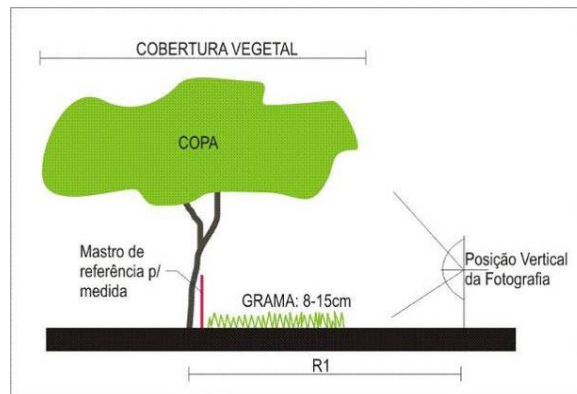 COBERTURA VEGETAL
COPA
Mastro de
referência p/
medida
GRAMA: 8-15cm
Posição Vertical
da Fotografia
R1